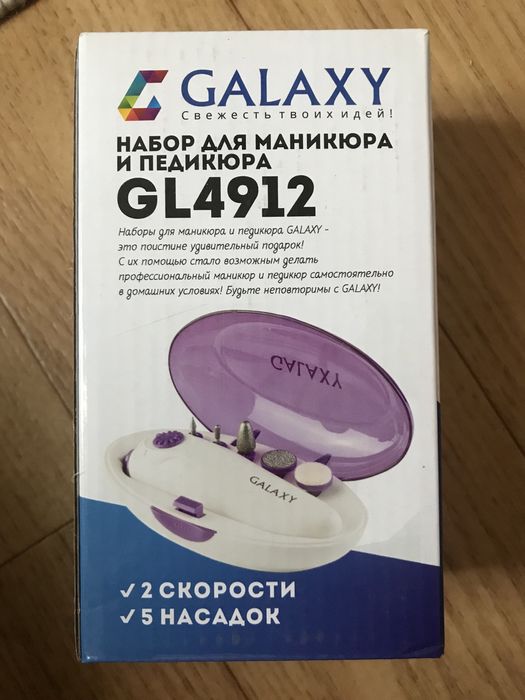 GALAXY
Свежесть твоих идей!
НАБОР ДЛЯ МАНИКЮРА
И ПЕДИКЮРА
GL4912
Наборы для маникюра и педикюра GALAXY -
это поистине удивительный подарок!
С их помощью стало возможным делать
профессиональный маникюр и педикюр самостоятельно
в домашних условиях! Будьте неповторимы с GALAXY!
GALAXY
GALAXY
✓ 2 СКОРОСТИ
✓ 5 НАСАДОК